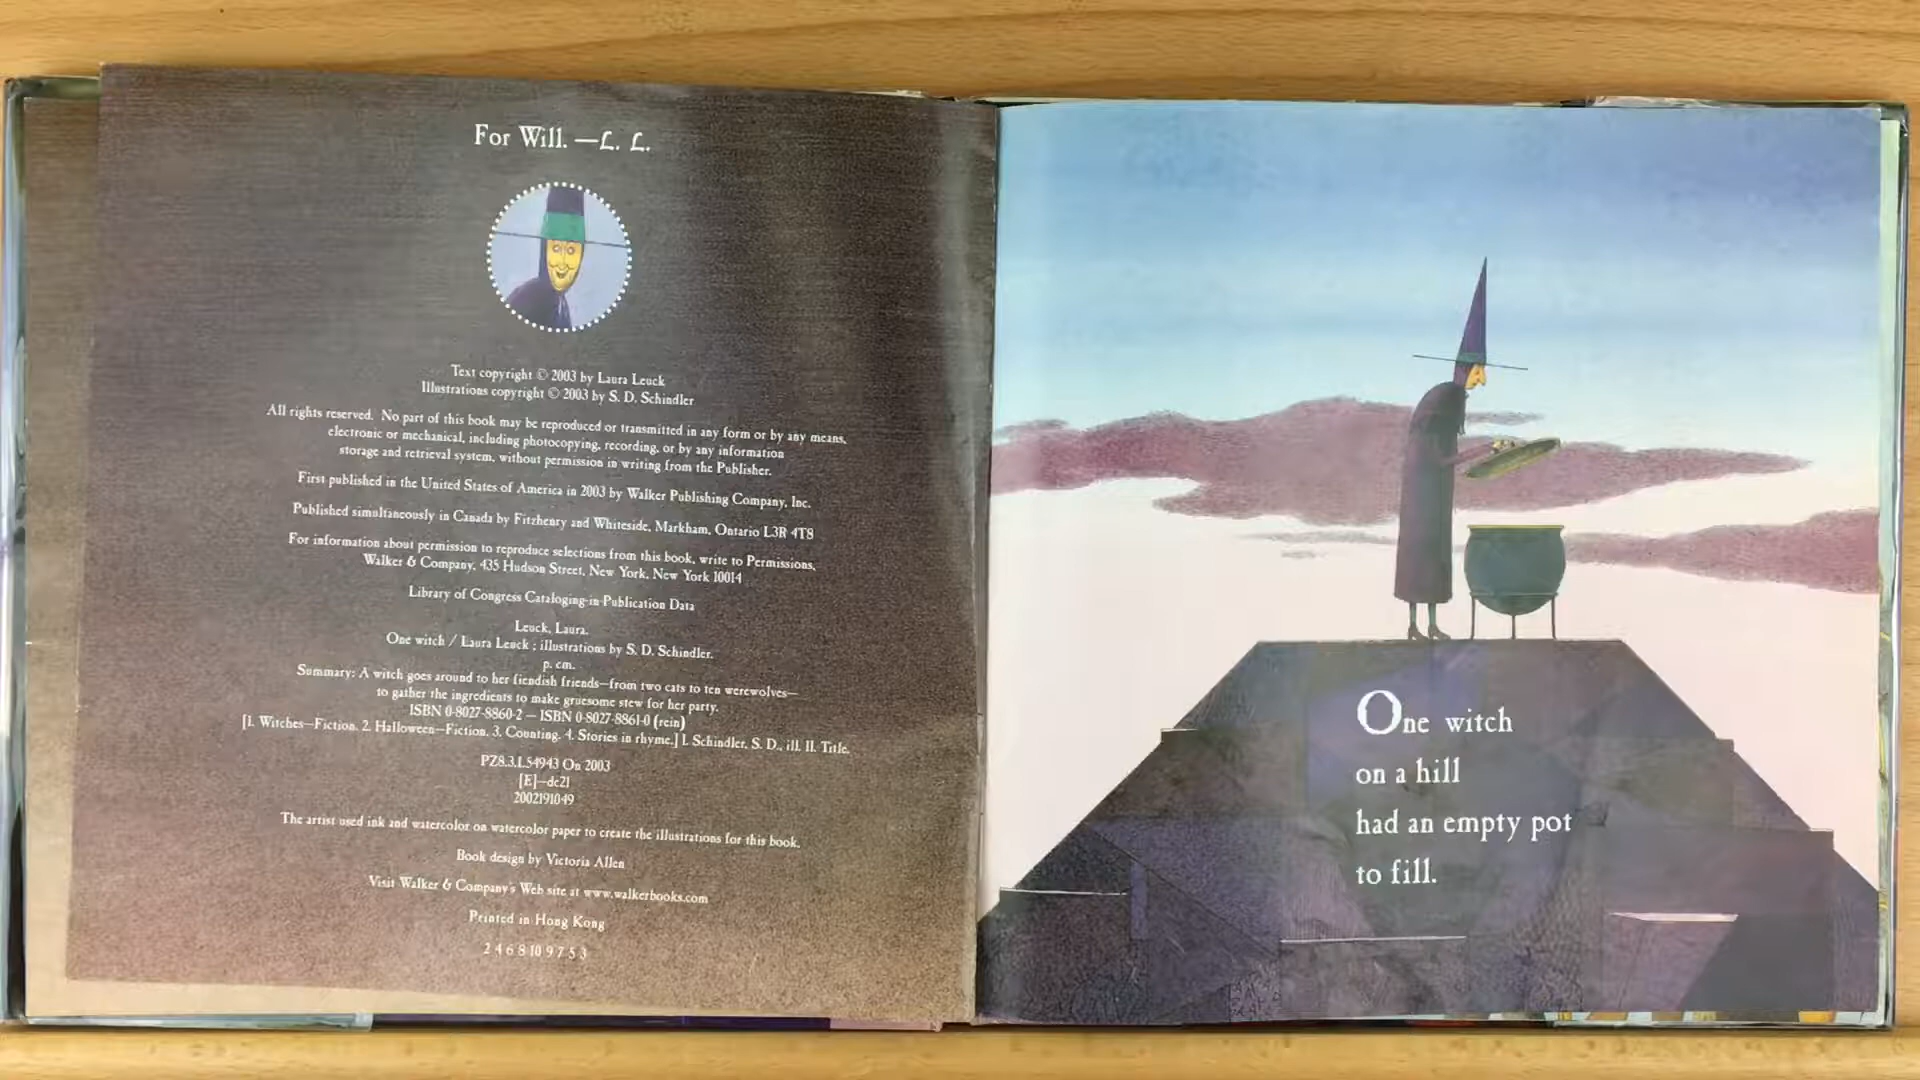 For Will. —L. L.
Text copyright © 2003 by Laura Leuck
Illustrations copyright © 2003 by S. D. Schindler
All rights reserved. No part of this book may be reproduced or transmitted in any form or by any means,
electronic or mechanical, including photocopying, recording, or by any information
storage and retrieval system, without permission in writing from the Publisher.
First published in the United States of America in 2003 by Walker Publishing Company, Inc.
Published simultaneously in Canada by Fitzhenry and Whiteside, Markham, Ontario L3R 4T8
For information about permission to reproduce selections from this book, write to Permissions,
Walker & Company, 435 Hudson Street, New York, New York 10014
Library of Congress Cataloging-in-Publication Data
Leuck, Laura.
One witch / Laura Leuck ; illustrations by S. D. Schindler.
p. cm.
Summary: A witch goes around to her fiendish friends—from two cats to ten werewolves—
to gather the ingredients to make gruesome stew for her party.
ISBN 0-8027-8860-2 — ISBN 0-8027-8861-0 (rein)
[1. Witches—Fiction. 2. Halloween—Fiction. 3. Counting. 4. Stories in rhyme.] I. Schindler, S. D., ill. II. Title.
PZ8.3.L54943 On 2003
[E]—dc21
2002191049
The artist used ink and watercolor on watercolor paper to create the illustrations for this book.
Book design by Victoria Allen
Visit Walker & Company's Web site at www.walkerbooks.com
Printed in Hong Kong
2 4 6 8 10 9 7 5 3
One witch
on a hill
had an empty pot
to fill.